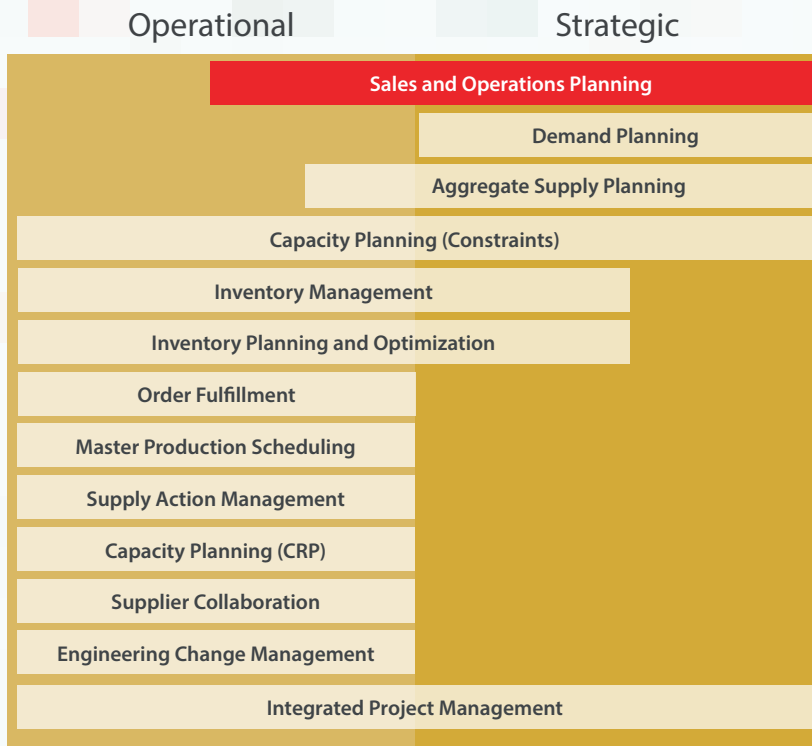 Operational Strategic
Sales and Operations Planning
Demand Planning
Aggregate Supply Planning
Capacity Planning (Constraints)
Inventory Management
Inventory Planning and Optimization
Order Fulfillment
Master Production Scheduling
Supply Action Management
Capacity Planning (CRP)
Supplier Collaboration
Engineering Change Management
Integrated Project Management